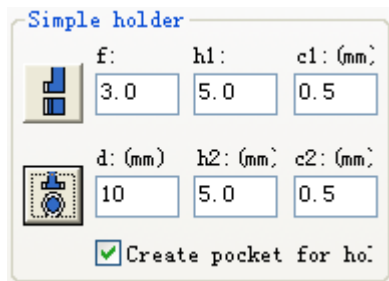 Simple holder
f: h1: c1: (mm)
3.0 5.0 0.5
d: (mm) h2: (mm) c2: (mm)
10 5.0 0.5
Create pocket for